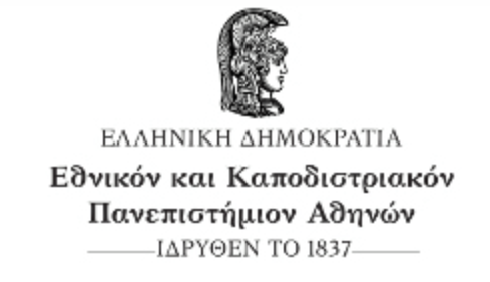 ΕΛΛΗΝΙΚΗ ΔΗΜΟΚΡΑΤΙΑ
Εθνικόν και Καποδιστριακόν
Πανεπιστήμιον Αθηνών
ΙΔΡΥΘΕΝ ΤΟ 1837